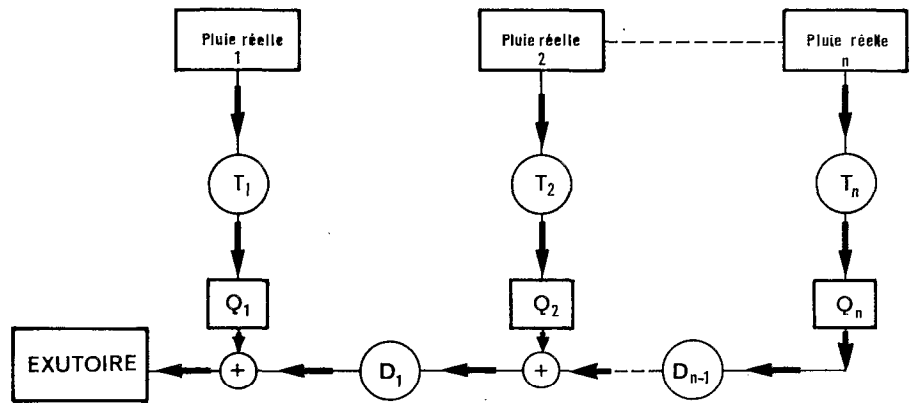 Pluie réelle
1
Pluie réelle
2
Pluie réelle
n
T1
T2
Tn
Q1
Q2
Qn
EXUTOIRE
+
D1
+
Dn-1